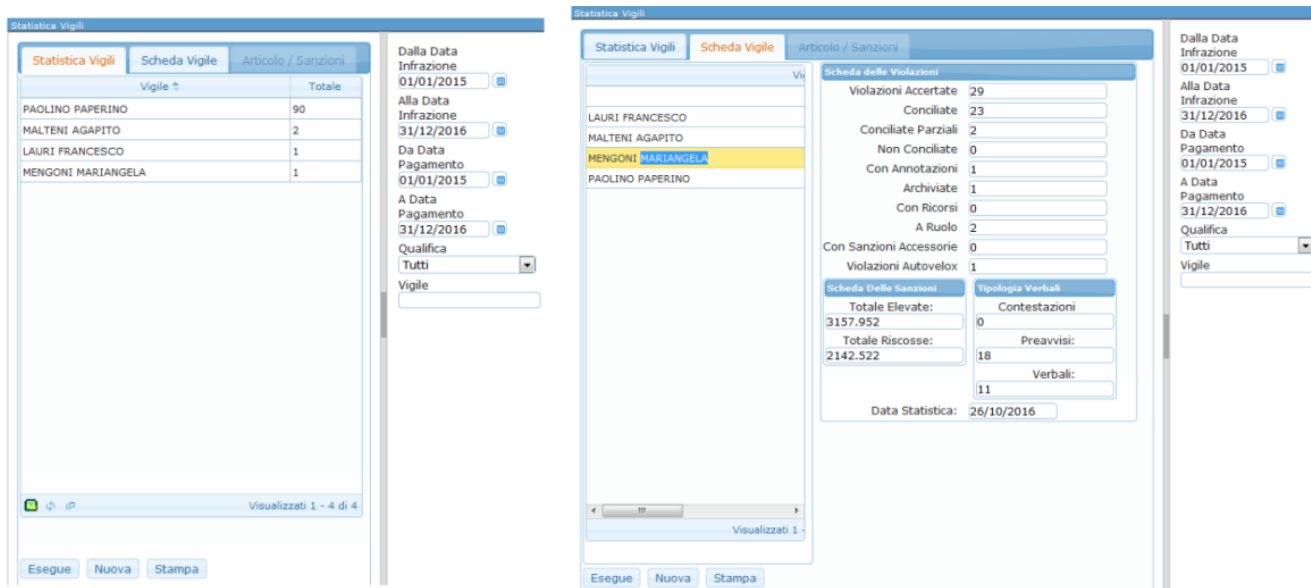 Statistica Vigili
Statistica Vigili Scheda Vigile Articolo / Sanzioni
Vigile Totale
PAOLINO PAPERINO 90
MALTENI AGAPITO 2
LAURI FRANCESCO 1
MENGONI MARIANGELA 1
Visualizzati 1 - 4 di 4
Esegue Nuova Stampa
Dalla Data
Infrazione
01/01/2015
Alla Data
Infrazione
31/12/2016
Da Data
Pagamento
01/01/2015
A Data
Pagamento
31/12/2016
Qualifica
Tutti
Vigile
Statistica Vigili
Statistica Vigili Scheda Vigile Articolo / Sanzioni
Vi
LAURI FRANCESCO
MALTENI AGAPITO
MENGONI MARIANGELA
PAOLINO PAPERINO
Visualizzati 1 -
Esegue Nuova Stampa
Scheda delle Violazioni
Violazioni Accertate 29
Conciliate 23
Conciliate Parziali 2
Non Conciliate 0
Con Annotazioni 1
Archiviate 1
Con Ricorsi 0
A Ruolo 2
Con Sanzioni Accessorie 0
Violazioni Autovelox 1
Scheda Delle Sanzioni
Totale Elevate:
3157.952
Totale Riscosse:
2142.522
Tipologia Verbali
Contestazioni
0
Preavvisi:
18
Verbali:
11
Data Statistica: 26/10/2016
Dalla Data
Infrazione
01/01/2015
Alla Data
Infrazione
31/12/2016
Da Data
Pagamento
01/01/2015
A Data
Pagamento
31/12/2016
Qualifica
Tutti
Vigile